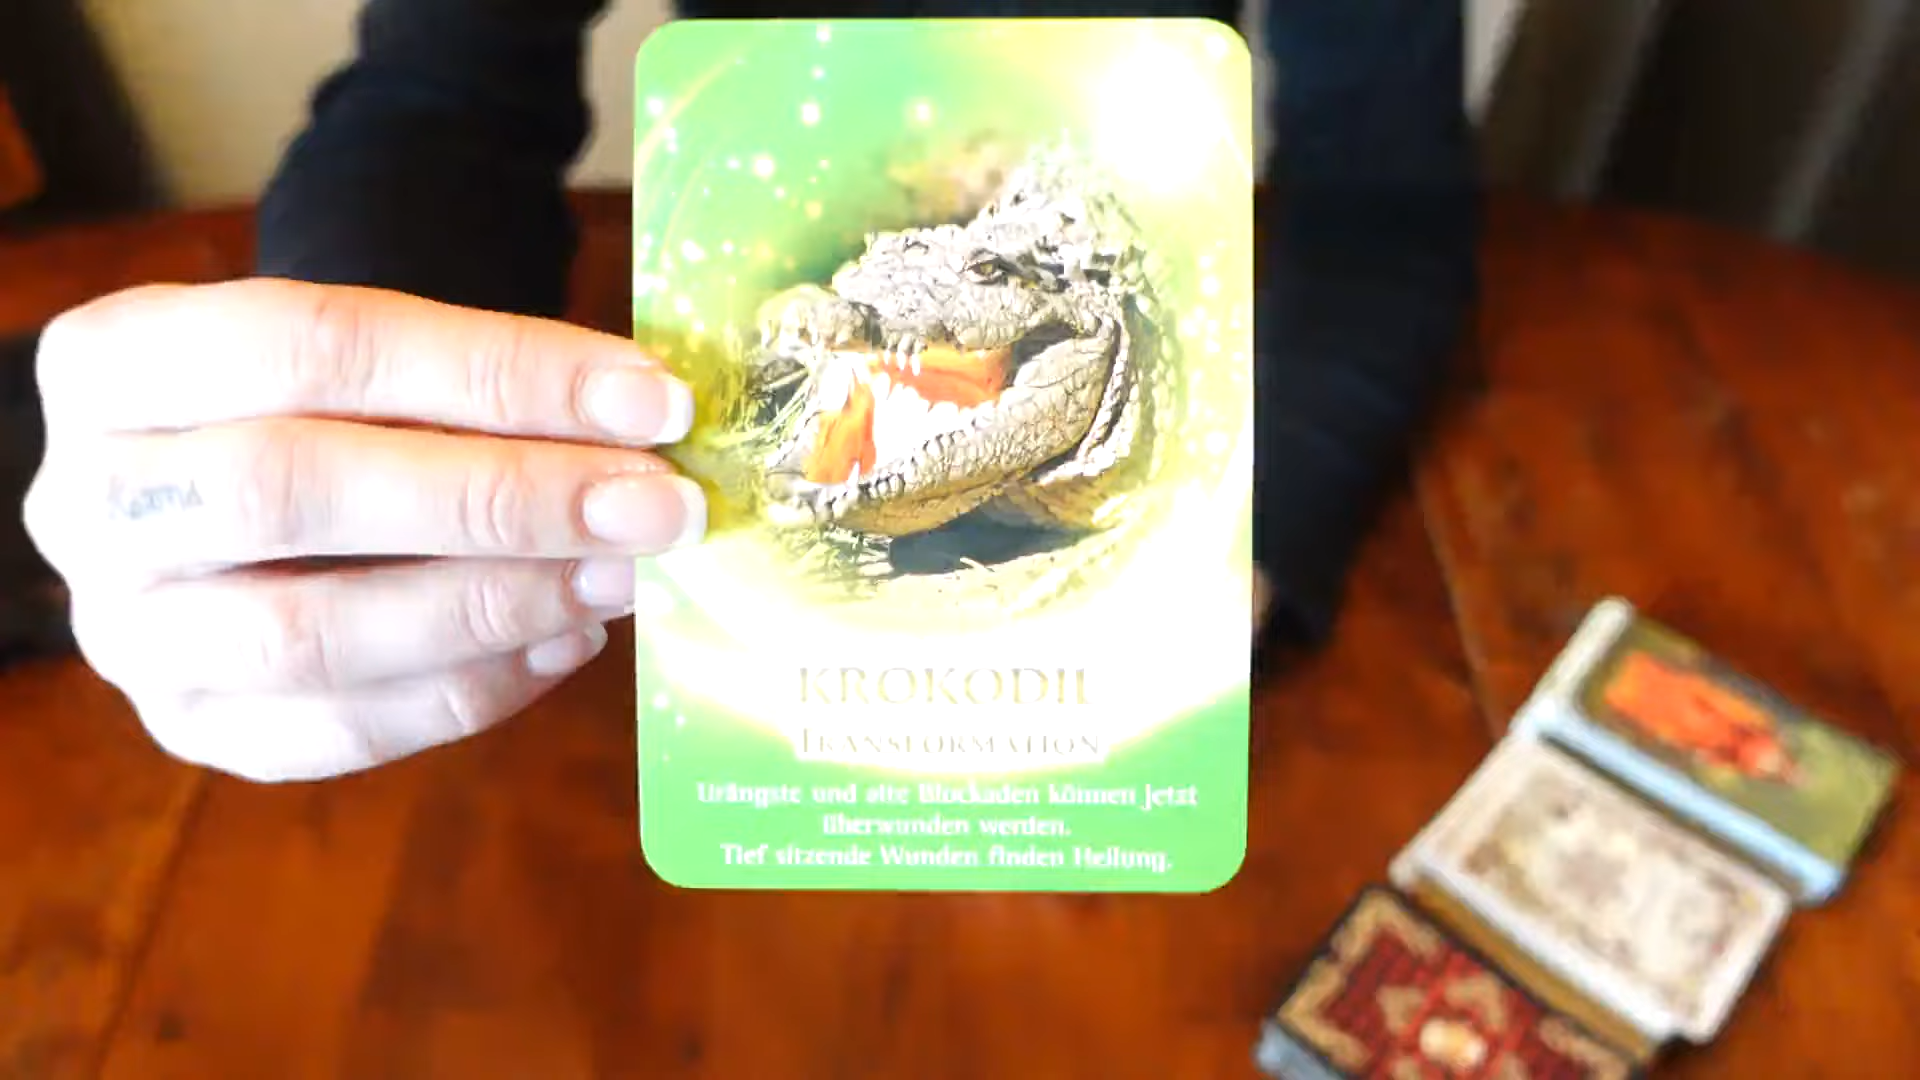 KROKODIL
TRANSFORMATION
Urängste und alte Blockaden können jetzt
überwunden werden.
Tief sitzende Wunden finden Heilung.